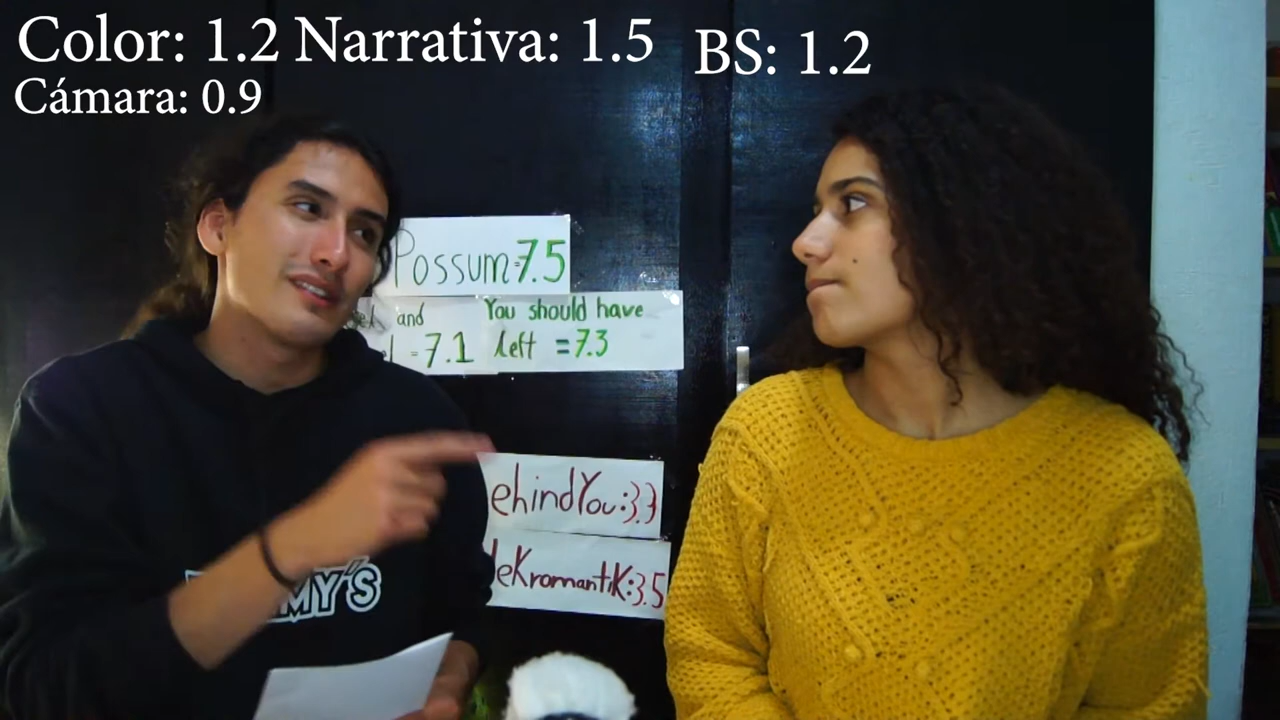 Color: 1.2 Narrativa: 1.5 BS: 1.2
Cámara: 0.9
Possum=7.5
and
=7.1
You should have
left =7.3
ehindYou:3.3
eKromantiK:3.5
MY'S